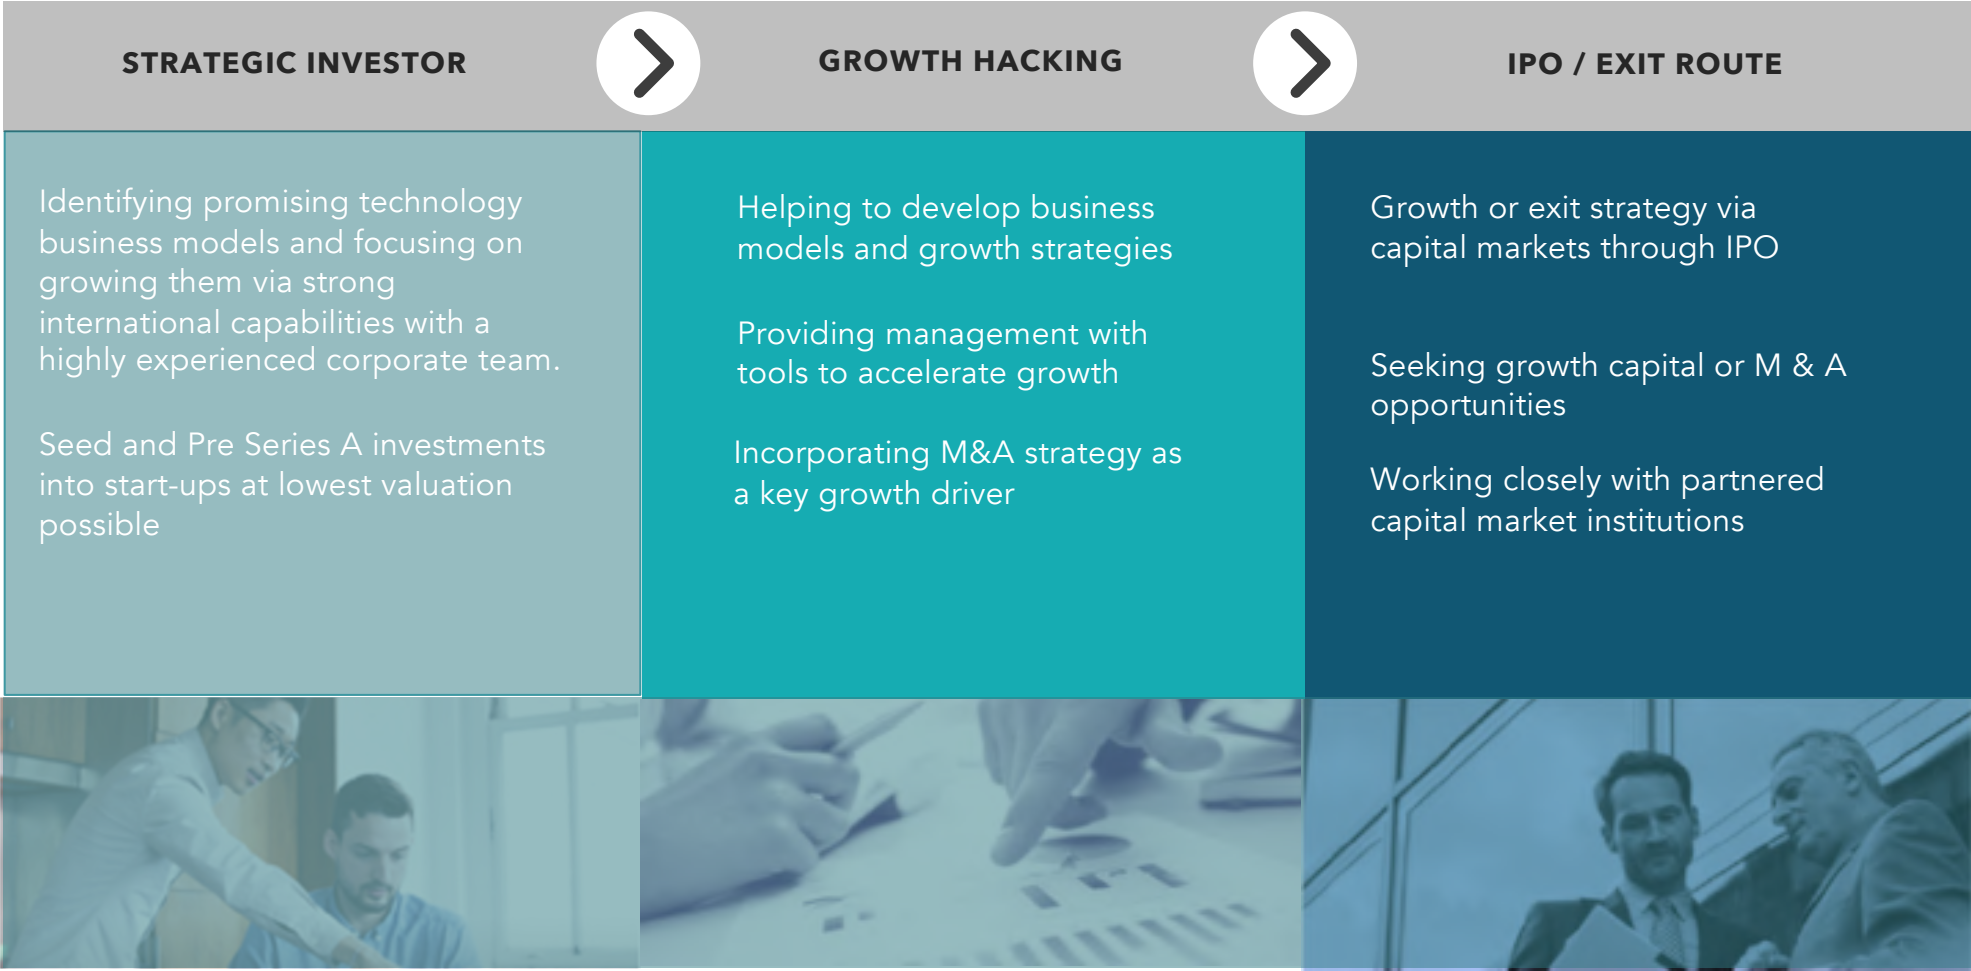 STRATEGIC INVESTOR
GROWTH HACKING
IPO / EXIT ROUTE
Identifying promising technology
business models and focusing on
growing them via strong
international capabilities with a
highly experienced corporate team.
Seed and Pre Series A investments
into start-ups at lowest valuation
possible
Helping to develop business
models and growth strategies
Providing management with
tools to accelerate growth
Incorporating M&A strategy as
a key growth driver
Growth or exit strategy via
capital markets through IPO
Seeking growth capital or M & A
opportunities
Working closely with partnered
capital market institutions